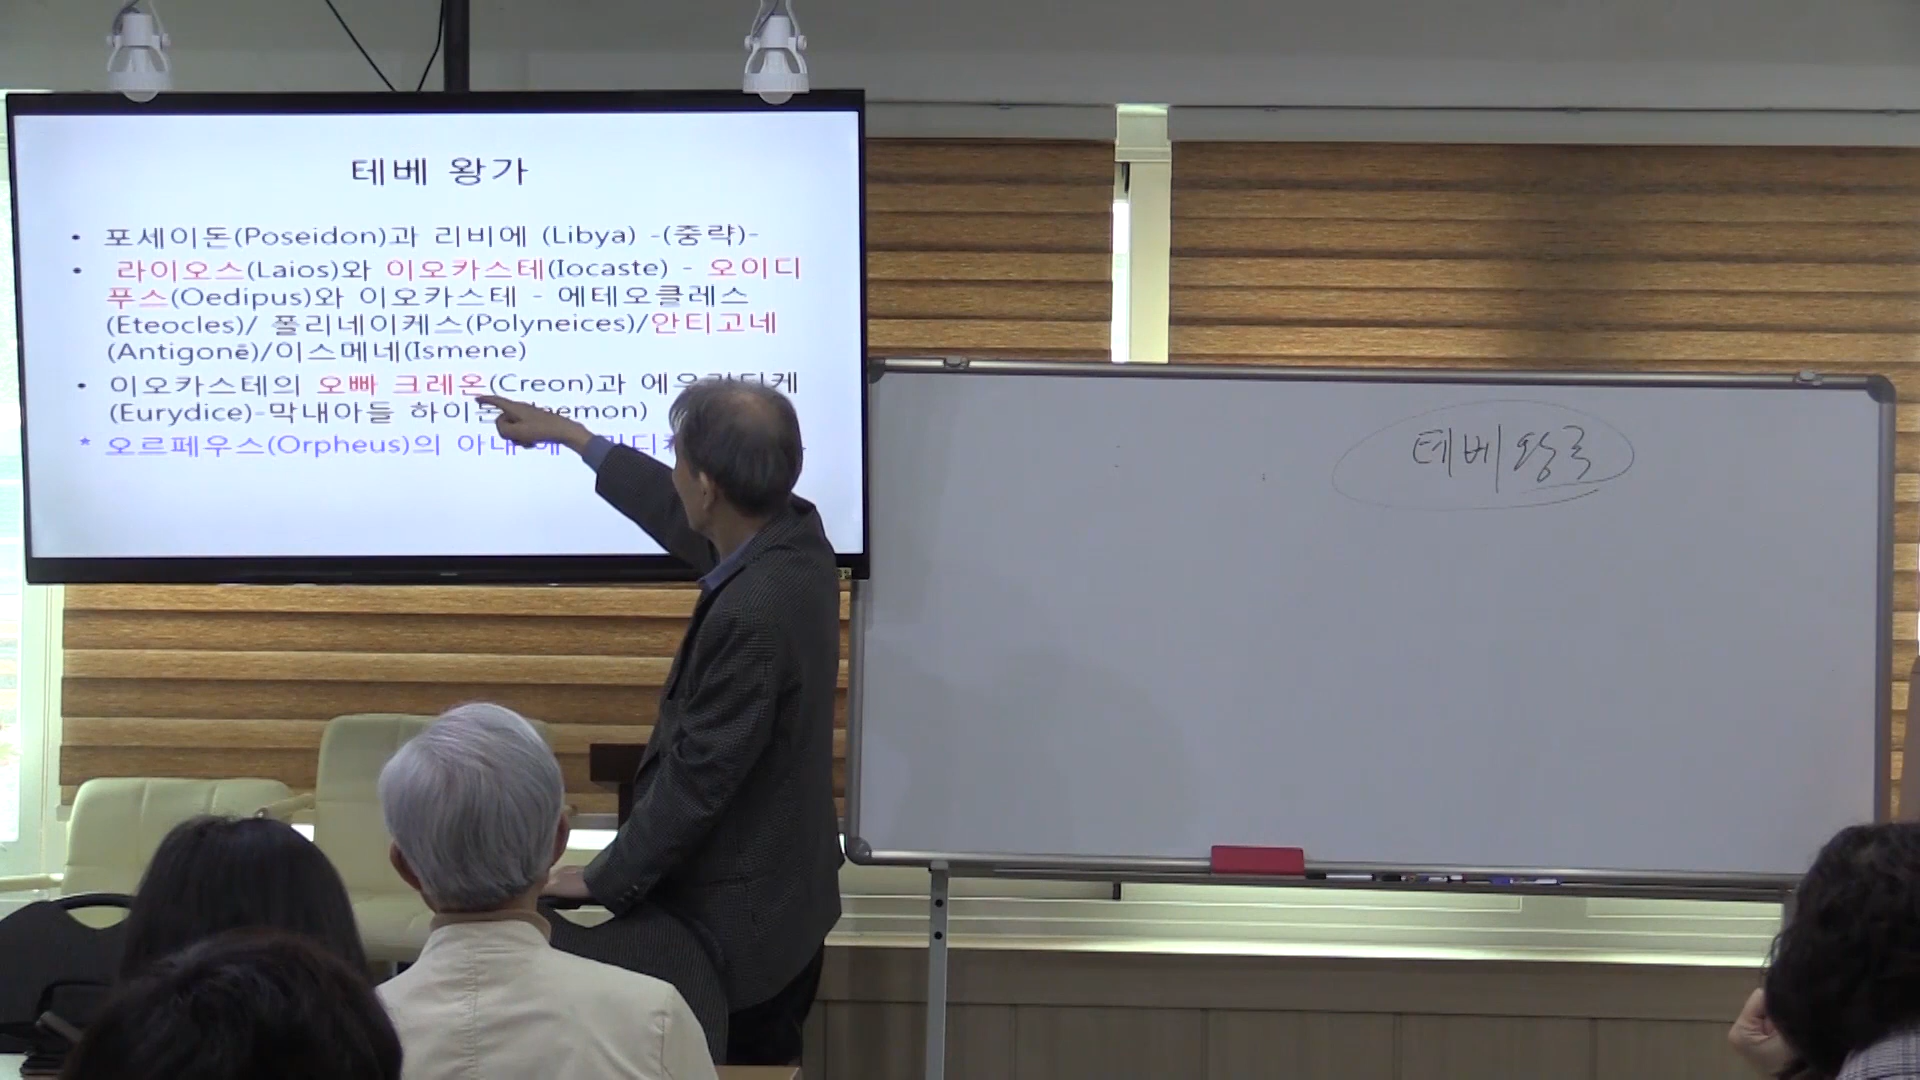 테베 왕가
• 포세이돈(Poseidon)과 리비에 (Libya) -(중략)-
• 라이오스(Laios)와 이오카스테(Iocaste) - 오이디
푸스(Oedipus)와 이오카스테 - 에테오클레스
(Eteocles)/ 폴리네이케스(Polyneices)/안티고네
(Antigonē)/이스메네(Ismene)
• 이오카스테의 오빠 크레온(Creon)과
(Eurydice)-막내아들
* 오르페우스(Orpheus)의 아내
테베왕국